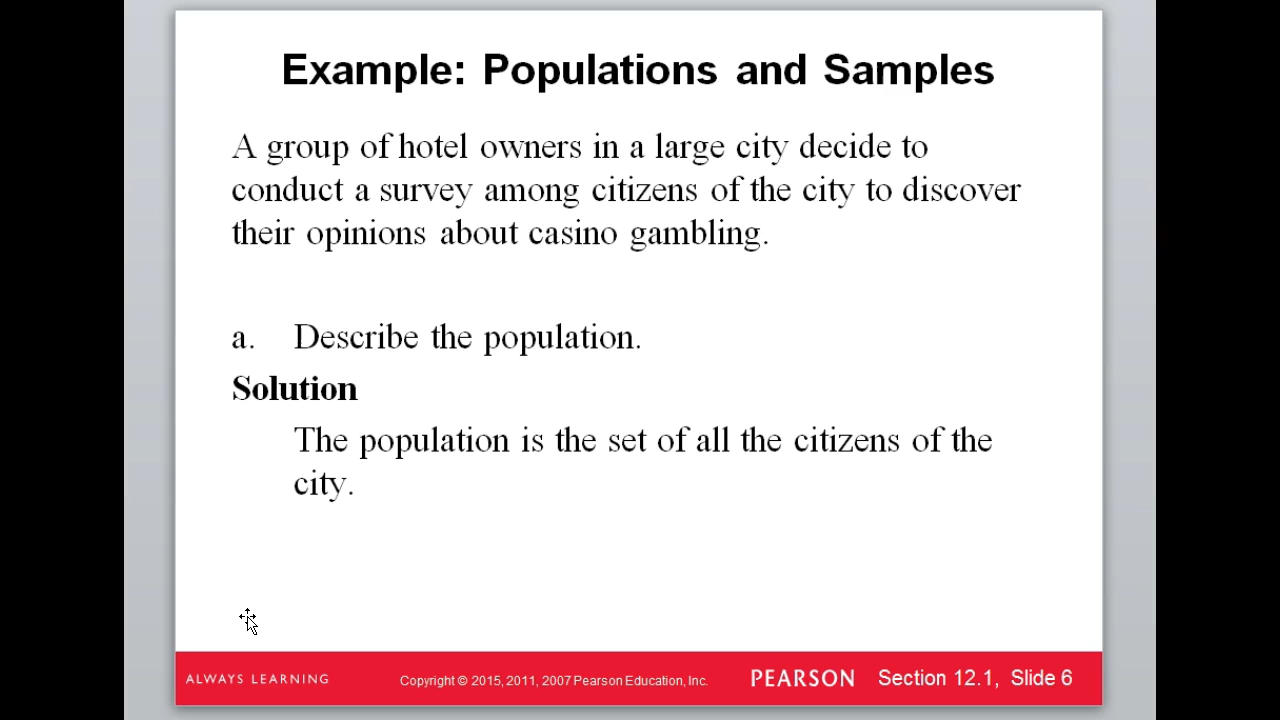 Example: Populations and Samples
A group of hotel owners in a large city decide to
conduct a survey among citizens of the city to discover
their opinions about casino gambling.
a. Describe the population.
Solution
The population is the set of all the citizens of the
city.
ALWAYS LEARNING Copyright © 2015, 2011, 2007 Pearson Education, Inc. PEARSON Section 12.1, Slide 6